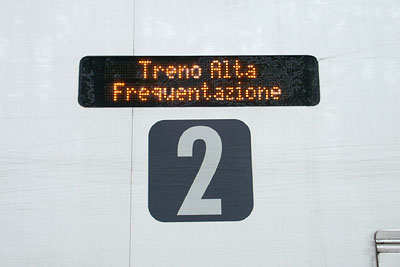 Treno Alta
Frequentazione
2